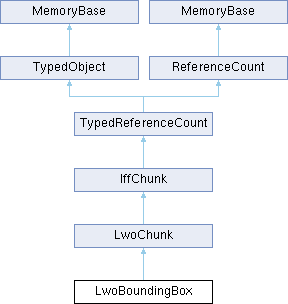 MemoryBase MemoryBase
TypedObject ReferenceCount
TypedReferenceCount
IffChunk
LwoChunk
LwoBoundingBox